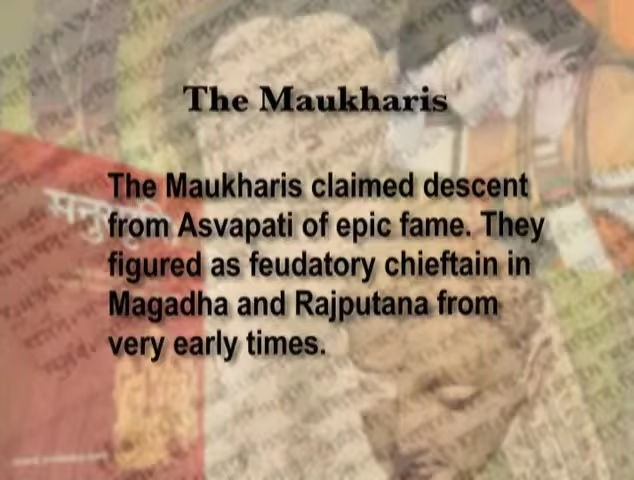 The Maukharis
The Maukharis claimed descent
from Asvapati of epic fame. They
figured as feudatory chieftain in
Magadha and Rajputana from
very early times.